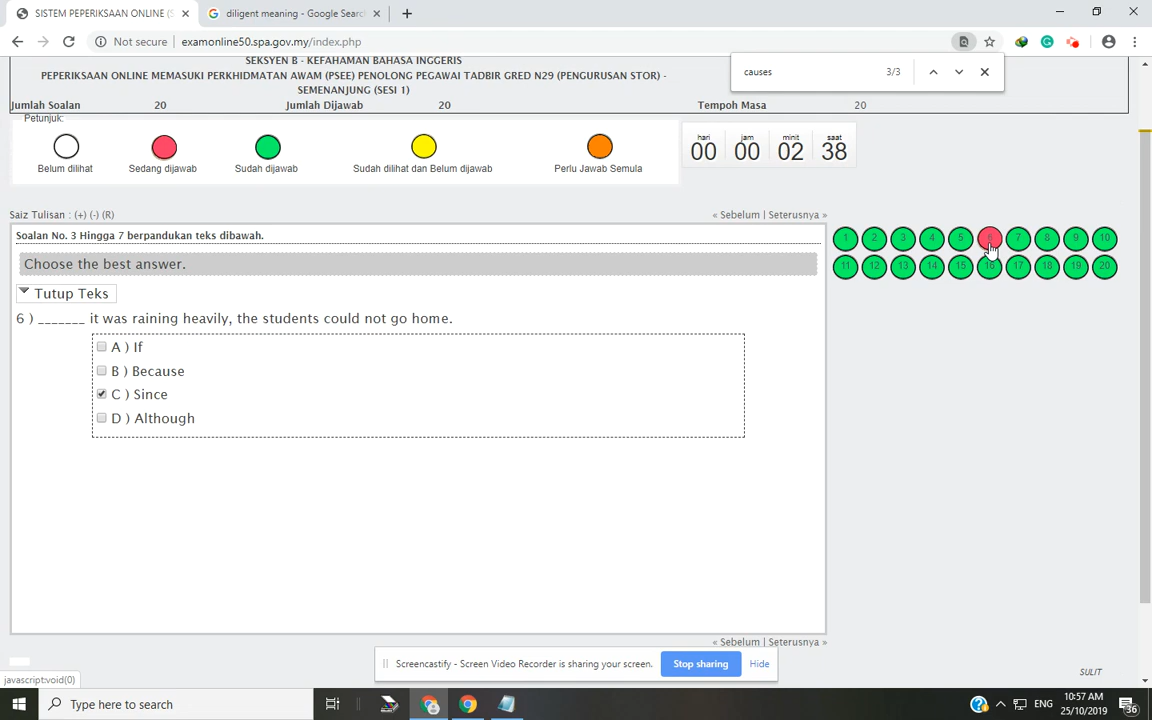 SISTEM PEPERIKSAAN ONLINE (S
diligent meaning - Google Search
Not secure | examonline50.spa.gov.my/index.php
causes 3/3
SEKSYEN B - KEFAHAMAN BAHASA INGGERIS
PEPERIKSAAN ONLINE MEMASUKI PERKHIDMATAN AWAM (PSEE) PENOLONG PEGAWAI TADBIR GRED N29 (PENGURUSAN STOR) -
SEMENANJUNG (SESI 1)
Jumlah Soalan 20 Jumlah Dijawab 20 Tempoh Masa 20
Petunjuk:
Belum dilihat Sedang dijawab Sudah dijawab Sudah dilihat dan Belum dijawab Perlu Jawab Semula
hari jam minit saat
00 00 02 38
Saiz Tulisan : (+) (-) (R) « Sebelum | Seterusnya »
Soalan No. 3 Hingga 7 berpandukan teks dibawah.
1 2 3 4 5 6 7 8 9 10
11 12 13 14 15 16 17 18 19 20
Choose the best answer.
Tutup Teks
6 ) _______ it was raining heavily, the students could not go home.
A ) If
B ) Because
C ) Since
D ) Although
« Sebelum | Seterusnya »
Screencastify - Screen Video Recorder is sharing your screen. Stop sharing Hide
SULIT
javascript:void(0)
Type here to search
ENG
10:57 AM
25/10/2019
36